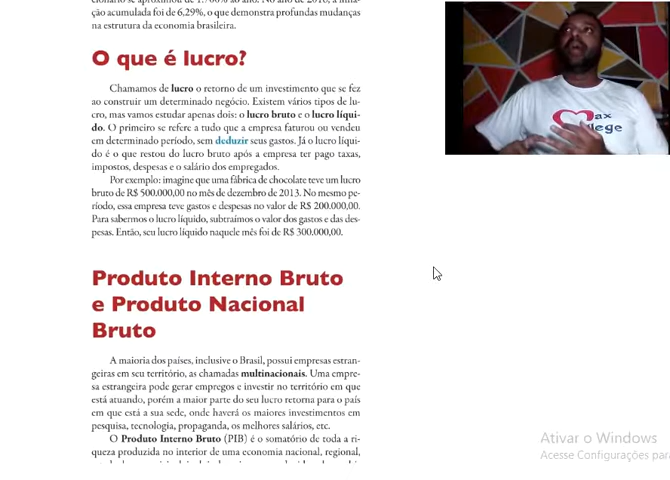 cionário se aproximou de 1.700% ao ano. No ano de 2016, a infla-
ção acumulada foi de 6,29%, o que demonstra profundas mudanças
na estrutura da economia brasileira.
O que é lucro?
Chamamos de lucro o retorno de um investimento que se fez
ao construir um determinado negócio. Existem vários tipos de lu-
cro, mas vamos estudar apenas dois: o lucro bruto e o lucro líqui-
do. O primeiro se refere a tudo que a empresa faturou ou vendeu
em determinado período, sem deduzir seus gastos. Já o lucro líqui-
do é o que restou do lucro bruto após a empresa ter pago taxas,
impostos, despesas e o salário dos empregados.
Por exemplo: imagine que uma fábrica de chocolate teve um lucro
bruto de R$ 500.000,00 no mês de dezembro de 2013. No mesmo pe-
ríodo, essa empresa teve gastos e despesas no valor de R$ 200.000,00.
Para sabermos o lucro líquido, subtraímos o valor dos gastos e das des-
pesas. Então, seu lucro líquido naquele mês foi de R$ 300.000,00.
Produto Interno Bruto
e Produto Nacional
Bruto
A maioria dos países, inclusive o Brasil, possui empresas estran-
geiras em seu território, as chamadas multinacionais. Uma empre-
sa estrangeira pode gerar empregos e investir no território em que
está atuando, porém a maior parte do seu lucro retorna para o país
em que está a sua sede, onde haverá os maiores investimentos em
pesquisa, tecnologia, propaganda, os melhores salários, etc.
O Produto Interno Bruto (PIB) é o somatório de toda a ri-
queza produzida no interior de uma economia nacional, regional,
ax
llege
Ativar o Windows
Acesse Configurações par